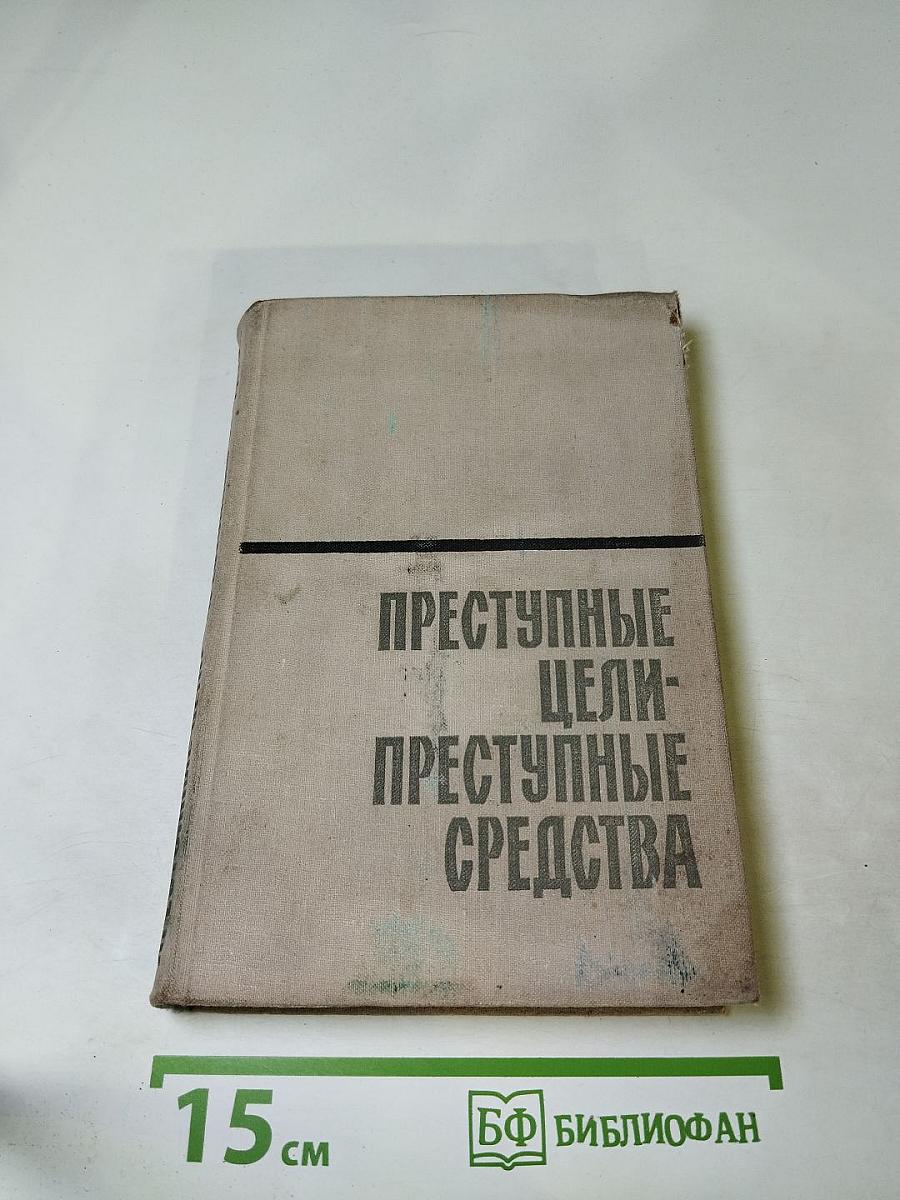 ПРЕСТУПНЫЕ
ЦЕЛИ-
ПРЕСТУПНЫЕ
СРЕДСТВА
15 см
БФ БИБЛИОФАН